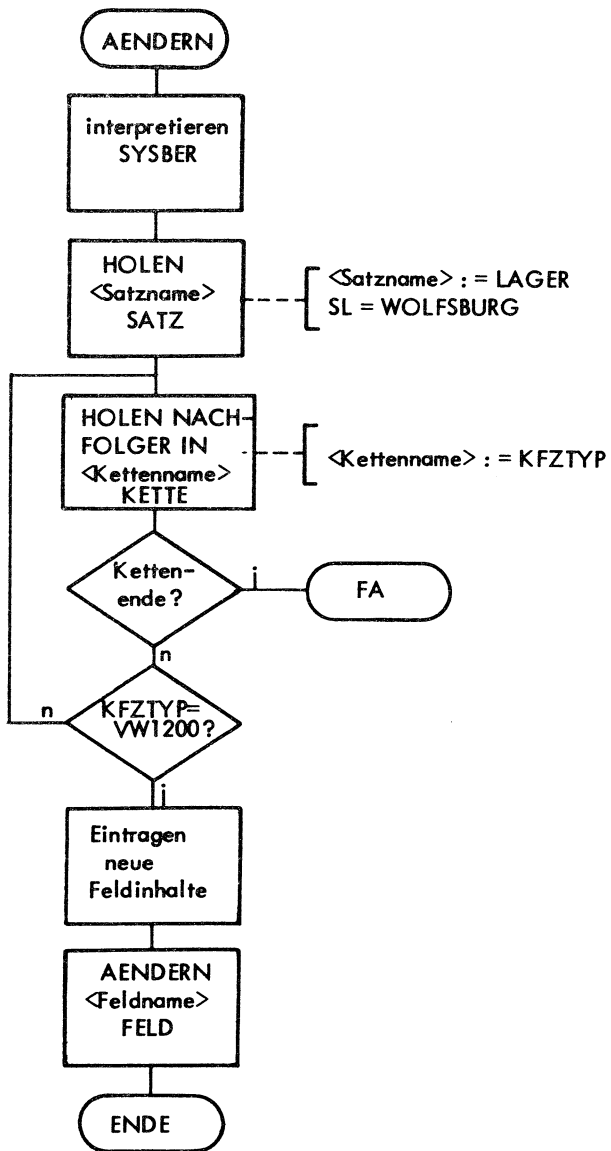 AENDERN
interpretieren
SYSBER
HOLEN
<Satzname>
SATZ
<Satzname> : = LAGER
SL = WOLFSBURG
HOLEN NACH-
FOLGER IN
<Kettenname>
KETTE
<Kettenname> : = KFZTYP
Ketten-
ende?
j
FA
n
KFZTYP=
VW1200?
n
j
Eintragen
neue
Feldinhalte
AENDERN
<Feldname>
FELD
ENDE